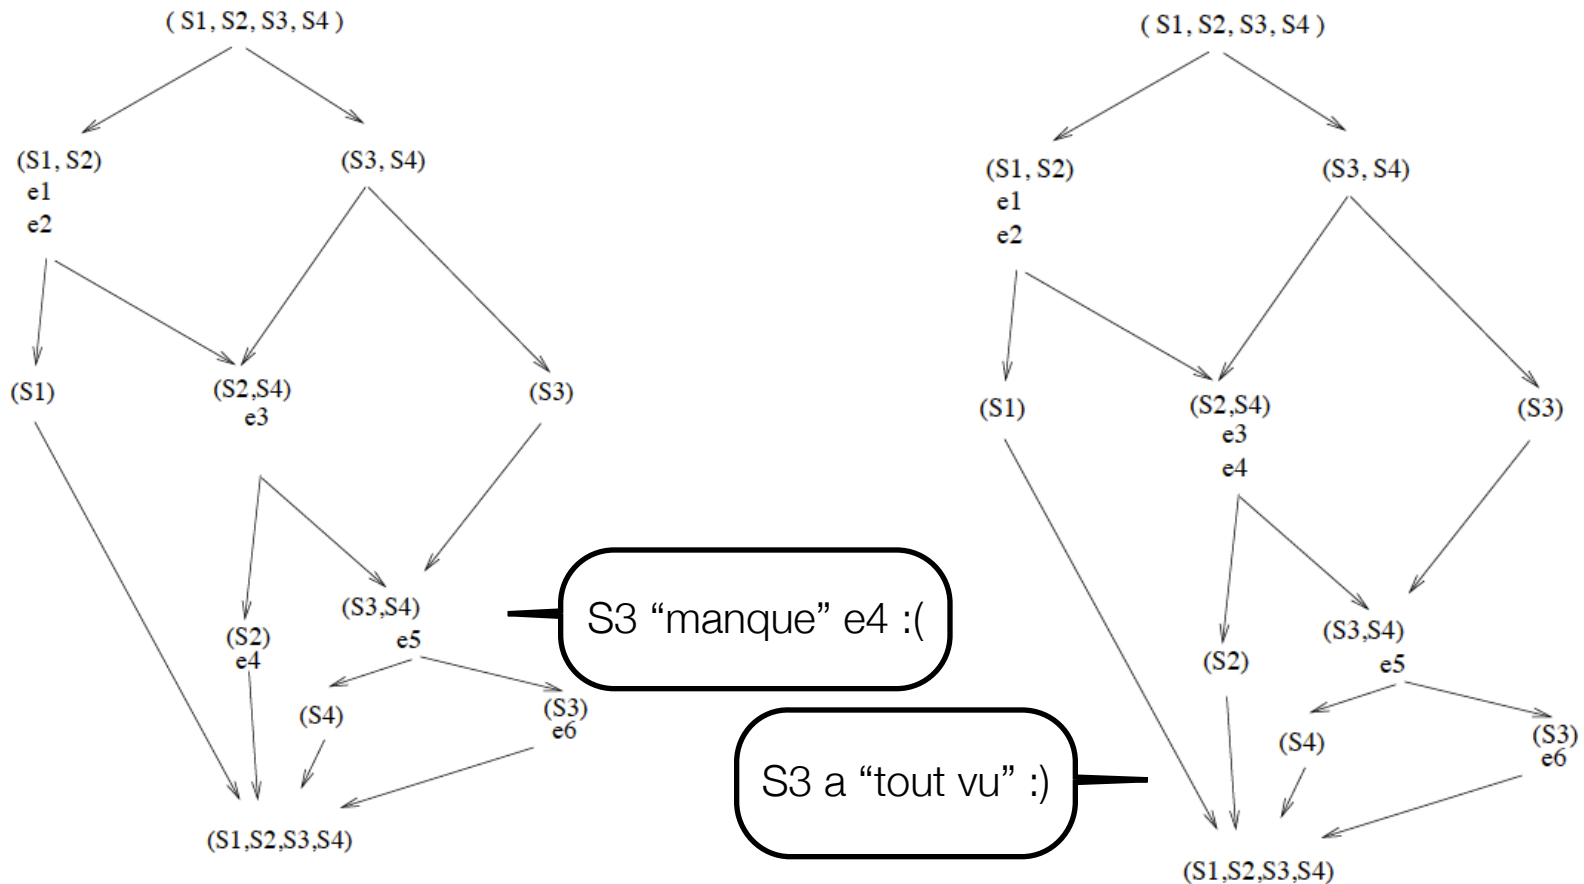 ( S1, S2, S3, S4 )
(S1, S2)
e1
e2
(S3, S4)
(S1)
(S2,S4)
e3
(S3)
(S2)
e4
(S3,S4)
e5
(S4)
(S3)
e6
(S1,S2,S3,S4)
S3 “manque” e4 :(
( S1, S2, S3, S4 )
(S1, S2)
e1
e2
(S3, S4)
(S1)
(S2,S4)
e3
e4
(S3)
(S2)
(S3,S4)
e5
(S4)
(S3)
e6
(S1,S2,S3,S4)
S3 a “tout vu” :)